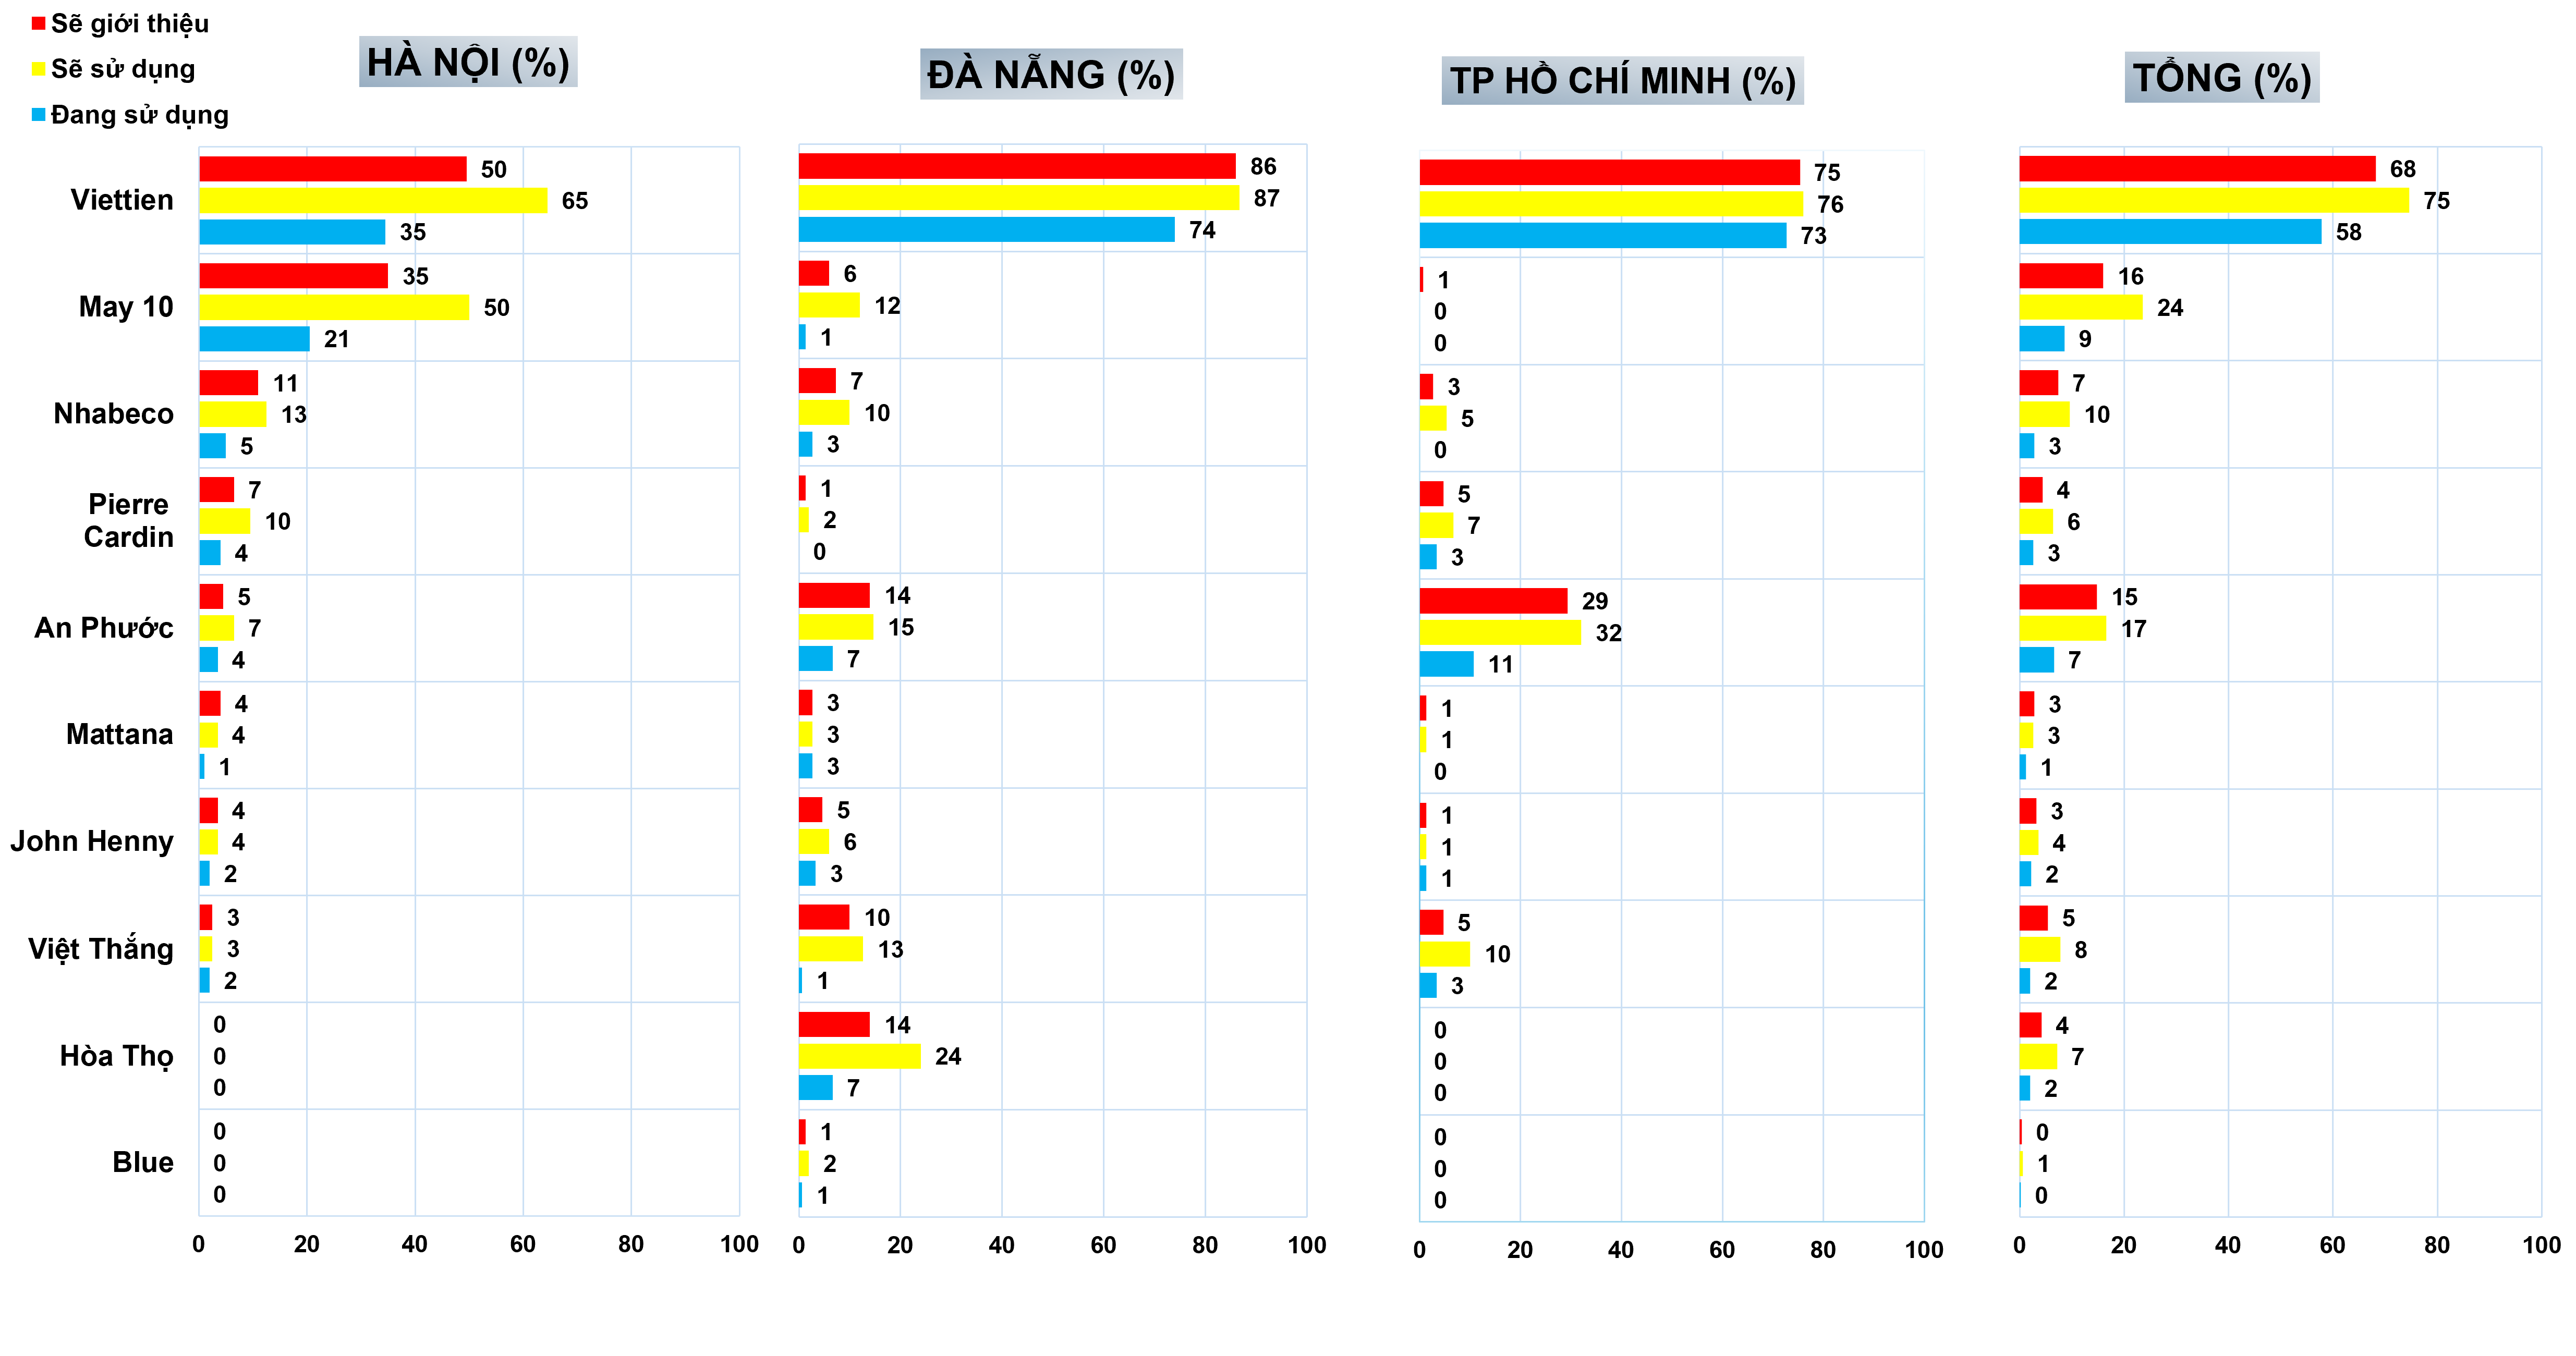 Sẽ giới thiệu
Sẽ sử dụng
Đang sử dụng
HÀ NỘI (%)
ĐÀ NẴNG (%)
TP HỒ CHÍ MINH (%)
TỔNG (%)
Viettien
50 86 75 68
65 87 76 75
35 74 73 58
May 10
35 6 1 16
50 12 0 24
21 1 0 9
Nhabeco
11 7 3 7
13 10 5 10
5 3 0 3
Pierre
Cardin
7 1 5 4
10 2 7 6
4 0 3 3
An Phước
5 14 29 15
7 15 32 17
4 7 11 7
Mattana
4 3 1 3
4 3 1 3
1 3 0 1
John Henny
4 5 1 3
4 6 1 4
2 3 1 2
Việt Thắng
3 10 5 5
3 13 10 8
2 1 3 2
Hòa Thọ
0 14 0 4
0 24 0 7
0 7 0 2
Blue
0 1 0 0
0 2 0 1
0 1 0 0
0 20 40 60 80 100
0 20 40 60 80 100
0 20 40 60 80 100
0 20 40 60 80 100